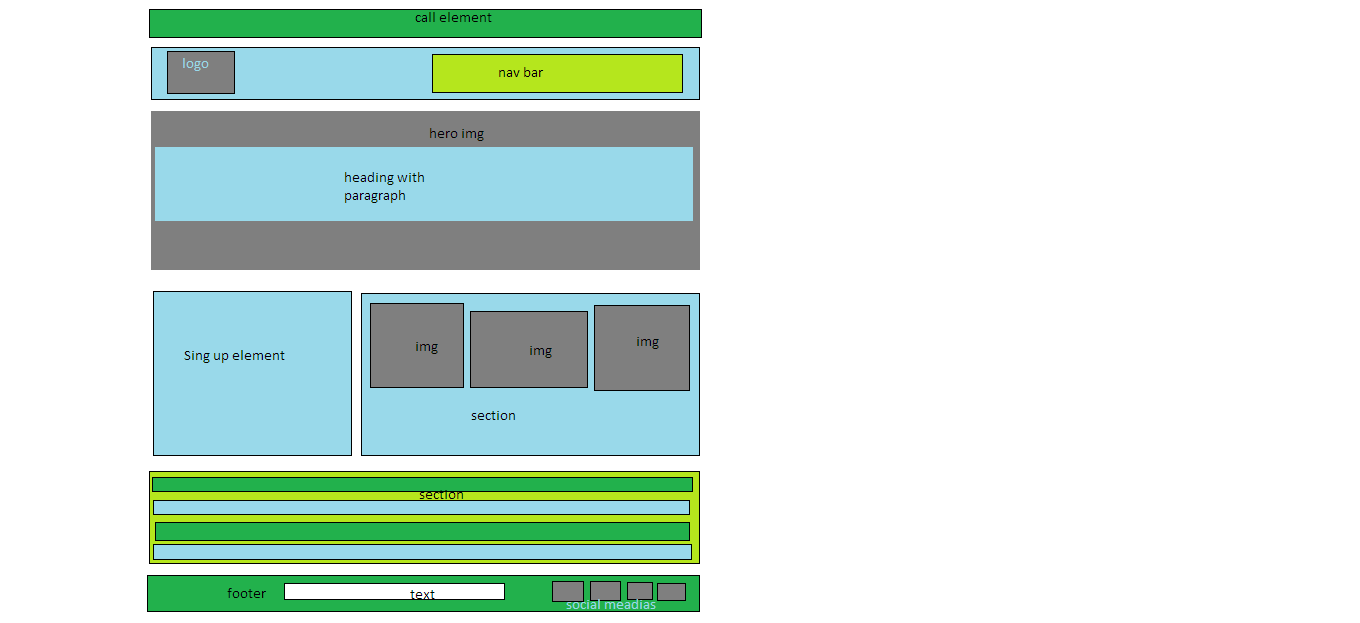 call element
logo
nav bar
hero img
heading with
paragraph
Sing up element
img
img
img
section
section
footer
text
social meadias